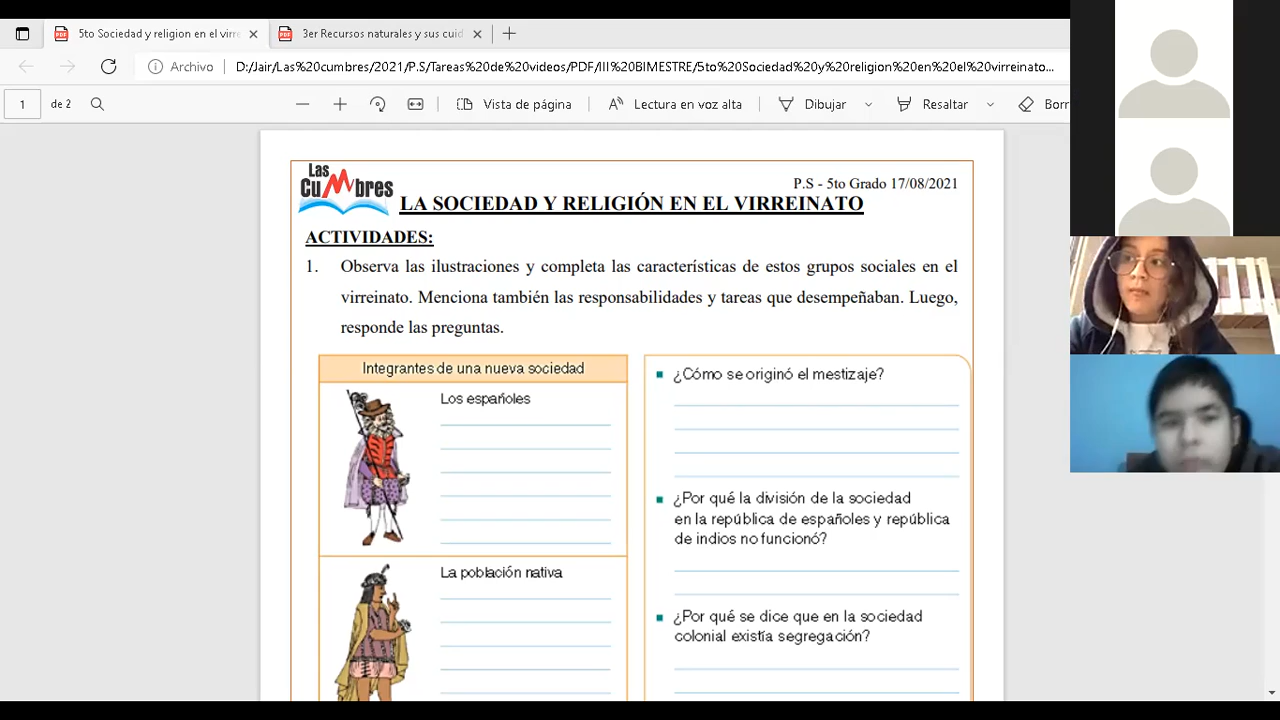 5to Sociedad y religion en el virre
3er Recursos naturales y sus cuid
Archivo
D:/Jair/Las%20cumbres/2021/P.S/Tareas%20de%20videos/PDF/III%20BIMESTRE/5to%20Sociedad%20y%20religion%20en%20el%20virreinato...
1 de 2
Vista de página
Lectura en voz alta
Dibujar
Resaltar
Borr
Las
Cumbres
P.S - 5to Grado 17/08/2021
LA SOCIEDAD Y RELIGIÓN EN EL VIRREINATO
ACTIVIDADES:
1. Observa las ilustraciones y completa las características de estos grupos sociales en el
virreinato. Menciona también las responsabilidades y tareas que desempeñaban. Luego,
responde las preguntas.
Integrantes de una nueva sociedad
Los españoles
La población nativa
¿Cómo se originó el mestizaje?
¿Por qué la división de la sociedad
en la república de españoles y república
de indios no funcionó?
¿Por qué se dice que en la sociedad
colonial existía segregación?